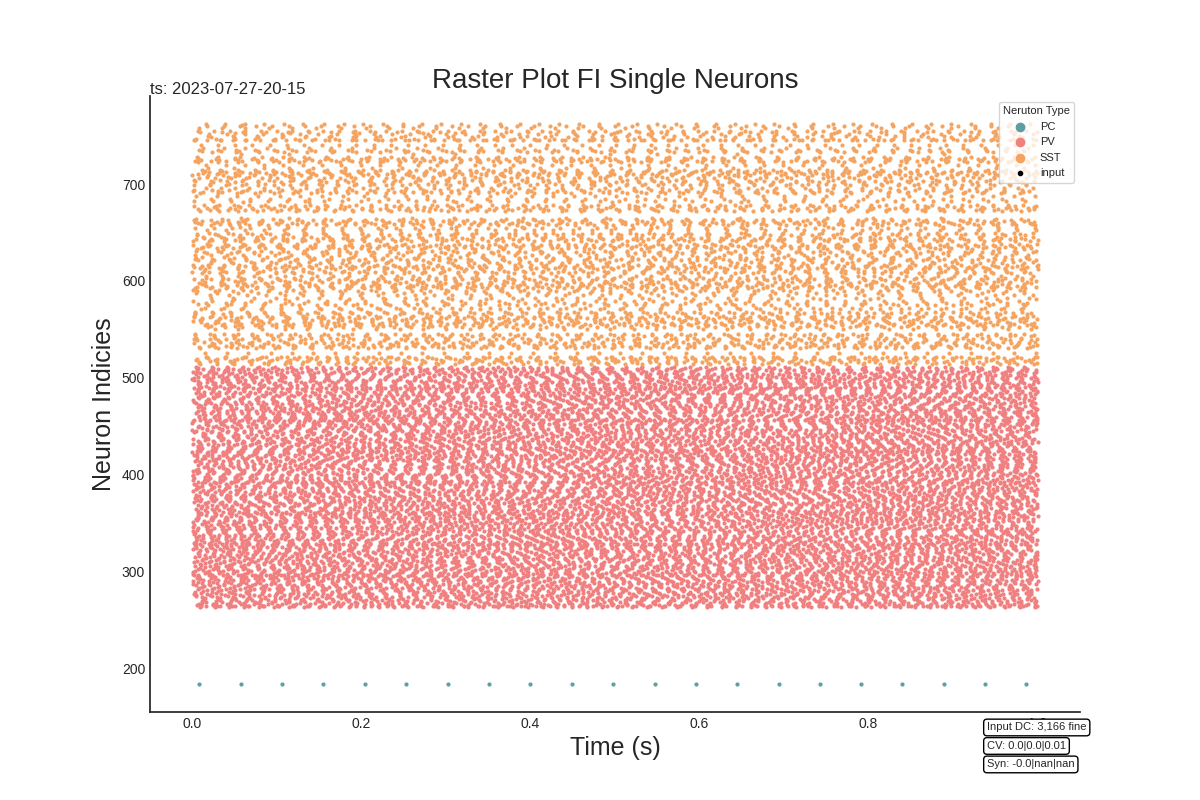 Raster Plot FI Single Neurons
ts: 2023-07-27-20-15
Neruton Type
PC
PV
SST
input
700
600
500
400
300
200
Neuron Indicies
0.0 0.2 0.4 0.6 0.8
Time (s)
Input DC: 3,166 fine
CV: 0.0|0.0|0.01
Syn: -0.0|nan|nan